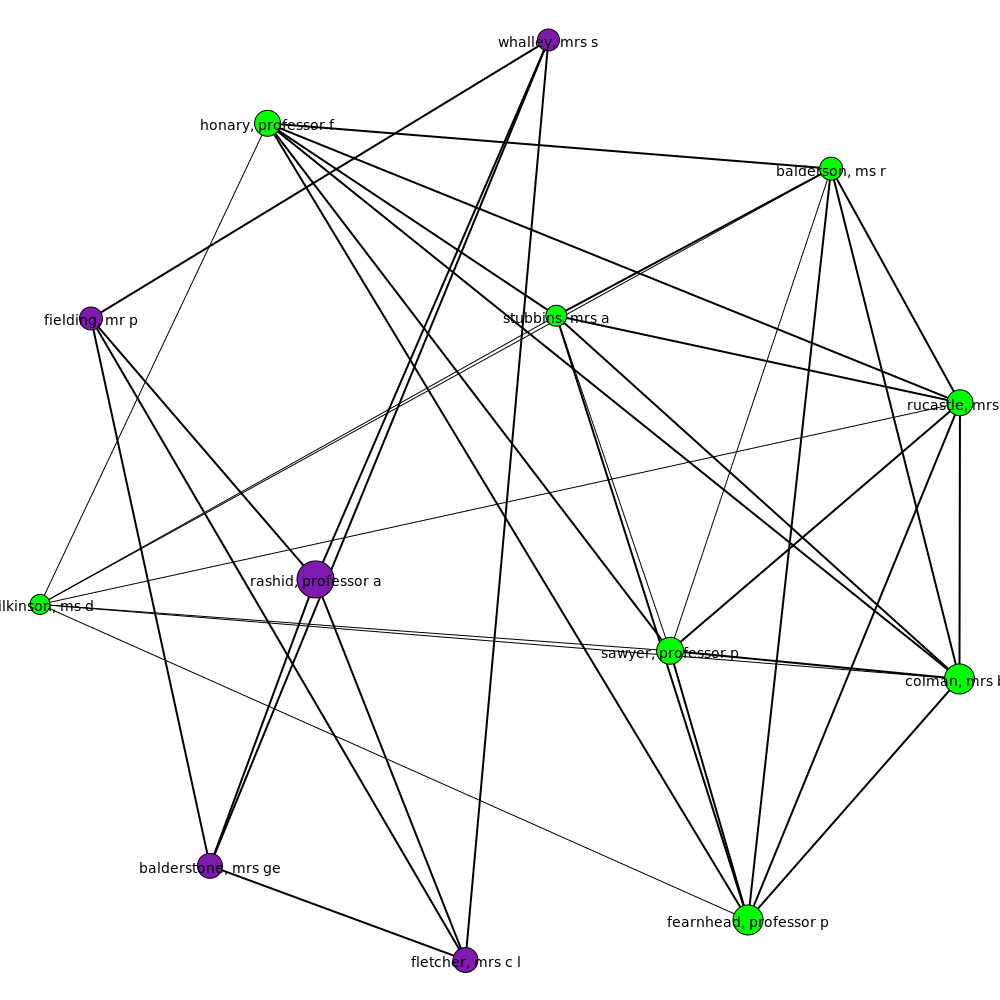 whalley, mrs s
honary, professor f
balderson, ms r
stubbins, mrs a
fielding, mr p
rucastle, mrs
rashid, professor a
ilkinson, ms d
sawyer, professor p
colman, mrs b
balderstone, mrs ge
fearnhead, professor p
fletcher, mrs c l